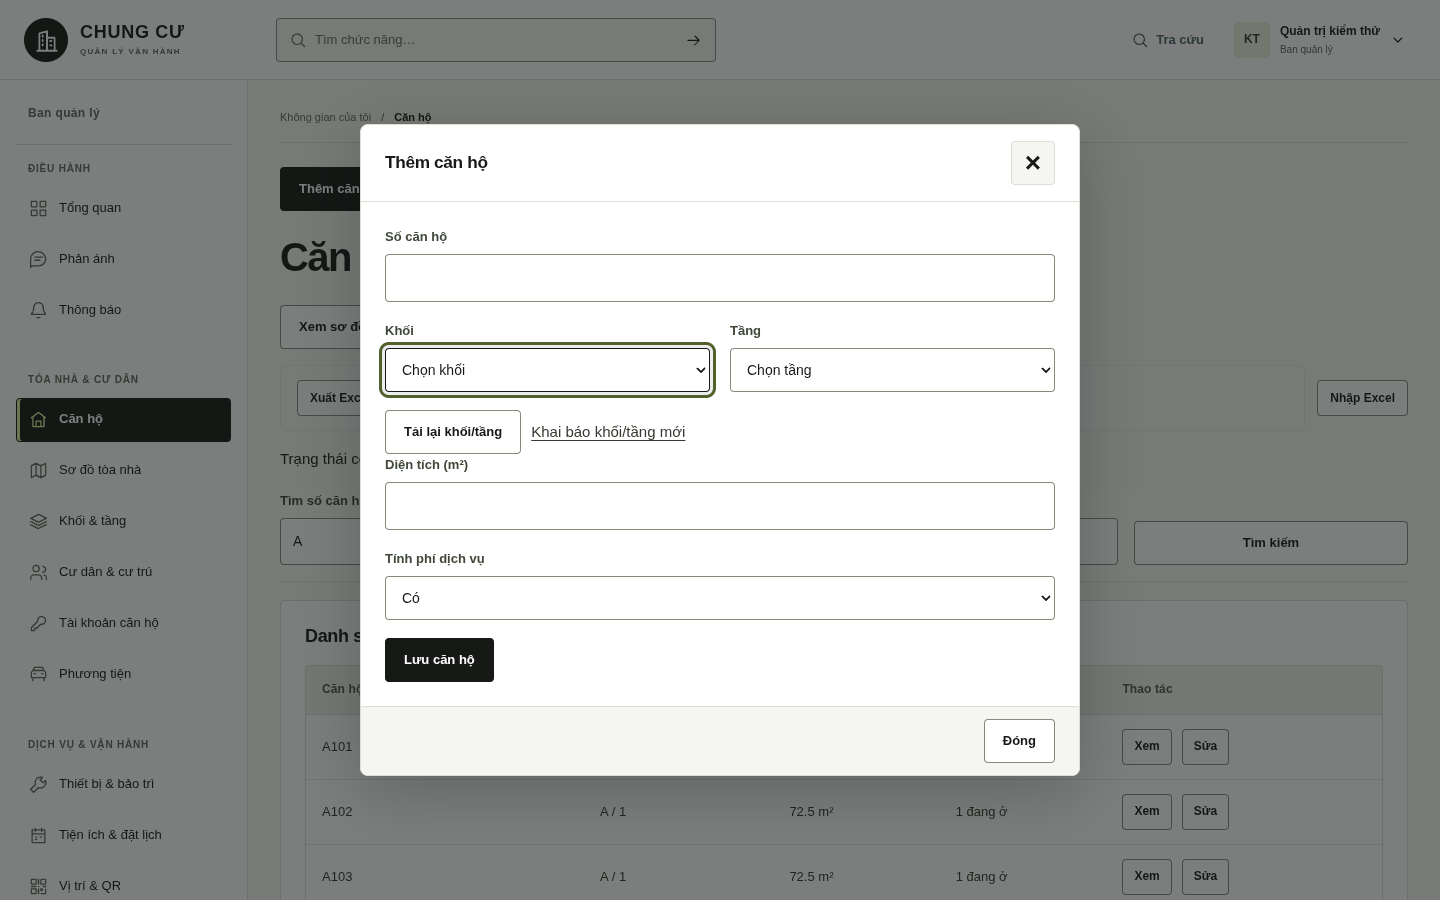 CHUNG CƯ
QUẢN LÝ VẬN HÀNH
Tìm chức năng…
Tra cứu
KT
Quản trị kiểm thử
Ban quản lý
Ban quản lý
ĐIỀU HÀNH
Tổng quan
Phản ánh
Thông báo
TÒA NHÀ & CƯ DÂN
Căn hộ
Sơ đồ tòa nhà
Khối & tầng
Cư dân & cư trú
Tài khoản căn hộ
Phương tiện
DỊCH VỤ & VẬN HÀNH
Thiết bị & bảo trì
Tiện ích & đặt lịch
Vị trí & QR
Không gian của tôi / Căn hộ
Thêm căn
Căn
Xem sơ đồ
Xuất Exc
Nhập Excel
Trạng thái c
Tìm số căn h
A
Tìm kiếm
Danh s
Căn hộ
Thao tác
A101
Xem
Sửa
A102
A / 1
72.5 m²
1 đang ở
Xem
Sửa
A103
A / 1
72.5 m²
1 đang ở
Xem
Sửa
Thêm căn hộ
Số căn hộ
Khối
Tầng
Chọn khối
Chọn tầng
Tải lại khối/tầng
Khai báo khối/tầng mới
Diện tích (m²)
Tính phí dịch vụ
Có
Lưu căn hộ
Đóng